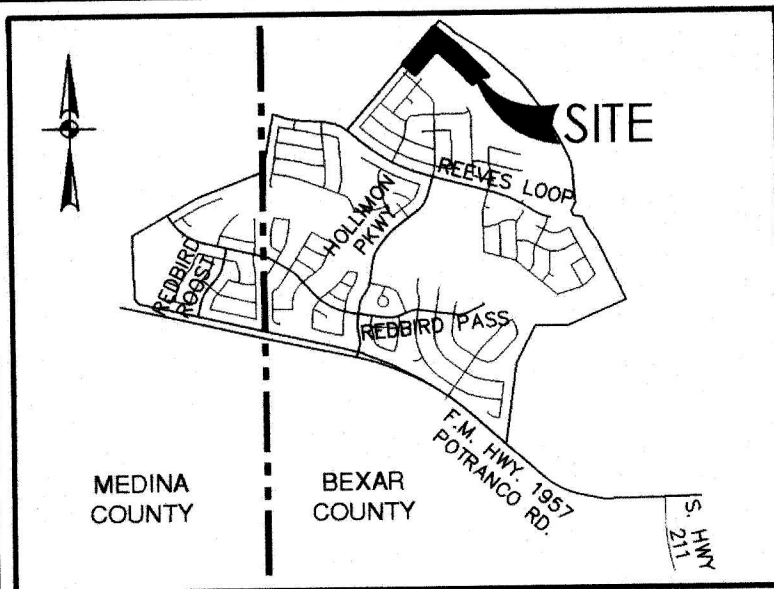 SITE
REEVES LOOP
HOLLIMON
PKWY
REDBIRD
ROOST
REDBIRD PASS
F.M. HWY. 1957
POTRANCO RD.
MEDINA
COUNTY
BEXAR
COUNTY
S. HWY
211